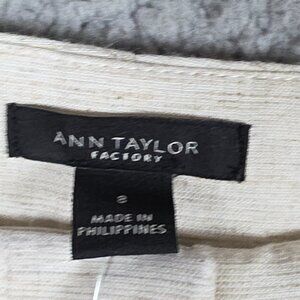 ANN TAYLOR
FACTORY
8
MADE IN
PHILIPPINES